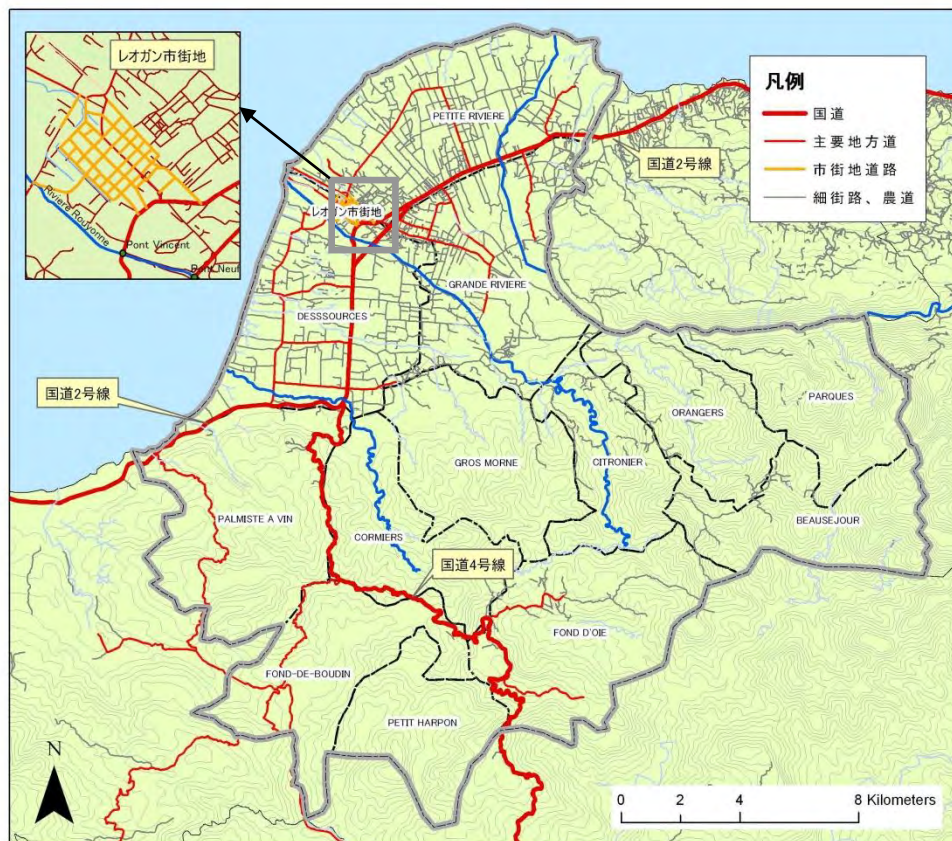 レオガン市街地
Riviere Rouyonne
Pont Vincent
Pont Neuf
凡例
国道
主要地方道
市街地道路
細街路、農道
PETITE RIVIERE
国道2号線
レオガン市街地
GRANDE RIVIERE
DESSSOURCES
国道2号線
ORANGERS
PARQUES
GROS MORNE
CITRONIER
PALMISTE A VIN
BEAUSEJOUR
CORMIERS
国道4号線
FOND D'OIE
FOND-DE-BOUDIN
PETIT HARPON
N
0 2 4 8 Kilometers